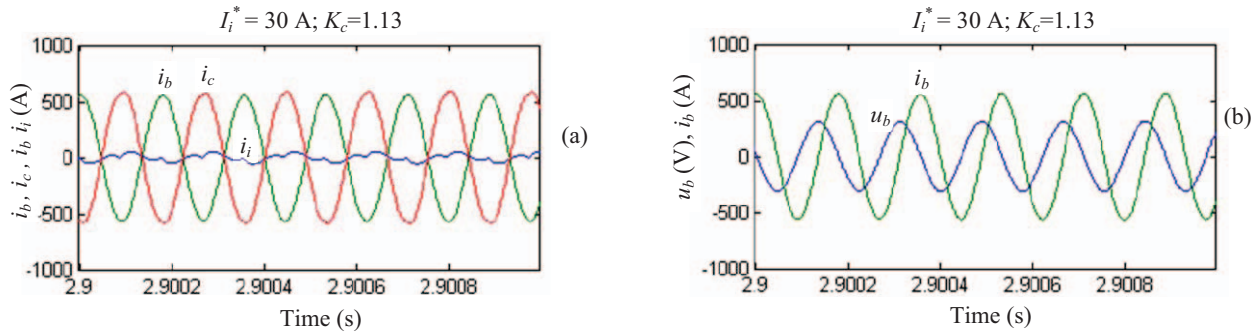 I_i^* = 30 A; K_c=1.13
i_b, i_c, i_b i_i (A)
1000
500
0
-500
-1000
i_b
i_c
i_i
2.9
2.9002
2.9004
2.9006
2.9008
Time (s)
(a)
I_i^* = 30 A; K_c=1.13
u_b (V), i_b (A)
1000
500
0
-500
-1000
i_b
u_b
2.9
2.9002
2.9004
2.9006
2.9008
Time (s)
(b)